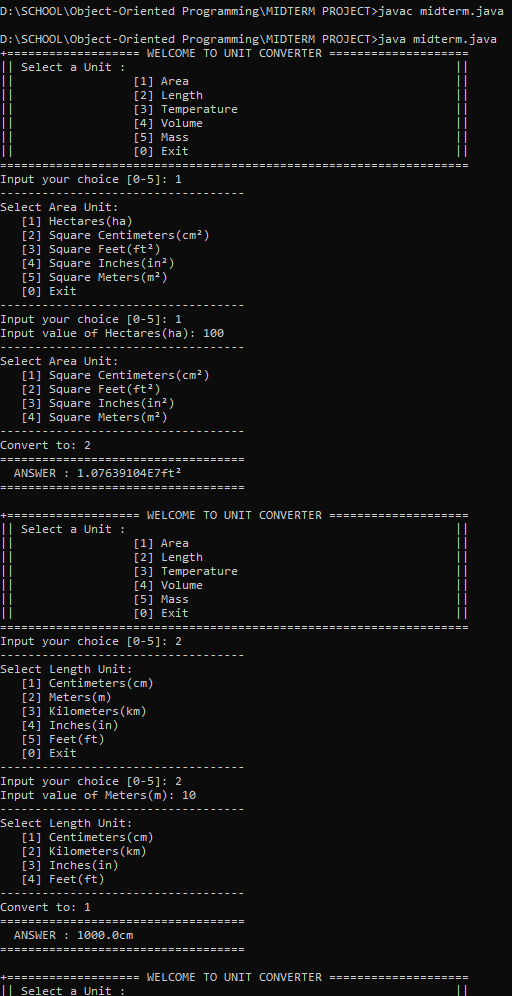 D:\SCHOOL\Object-Oriented Programming\MIDTERM PROJECT>javac midterm.java
D:\SCHOOL\Object-Oriented Programming\MIDTERM PROJECT>java midterm.java
+=================== WELCOME TO UNIT CONVERTER ====================
|| Select a Unit :                                               ||
||                 [1] Area                                      ||
||                 [2] Length                                    ||
||                 [3] Temperature                               ||
||                 [4] Volume                                    ||
||                 [5] Mass                                      ||
||                 [0] Exit                                      ||
===================================================================
Input your choice [0-5]: 1
-----------------------------------
Select Area Unit:
   [1] Hectares(ha)
   [2] Square Centimeters(cm²)
   [3] Square Feet(ft²)
   [4] Square Inches(in²)
   [5] Square Meters(m²)
   [0] Exit
-----------------------------------
Input your choice [0-5]: 1
Input value of Hectares(ha): 100
-----------------------------------
Select Area Unit:
   [1] Square Centimeters(cm²)
   [2] Square Feet(ft²)
   [3] Square Inches(in²)
   [4] Square Meters(m²)
-----------------------------------
Convert to: 2
===================================
  ANSWER : 1.07639104E7ft²
===================================
+=================== WELCOME TO UNIT CONVERTER ====================
|| Select a Unit :                                               ||
||                 [1] Area                                      ||
||                 [2] Length                                    ||
||                 [3] Temperature                               ||
||                 [4] Volume                                    ||
||                 [5] Mass                                      ||
||                 [0] Exit                                      ||
===================================================================
Input your choice [0-5]: 2
-----------------------------------
Select Length Unit:
   [1] Centimeters(cm)
   [2] Meters(m)
   [3] Kilometers(km)
   [4] Inches(in)
   [5] Feet(ft)
   [0] Exit
-----------------------------------
Input your choice [0-5]: 2
Input value of Meters(m): 10
-----------------------------------
Select Length Unit:
   [1] Centimeters(cm)
   [2] Kilometers(km)
   [3] Inches(in)
   [4] Feet(ft)
-----------------------------------
Convert to: 1
===================================
  ANSWER : 1000.0cm
===================================
+=================== WELCOME TO UNIT CONVERTER ====================
|| Select a Unit :                                               ||